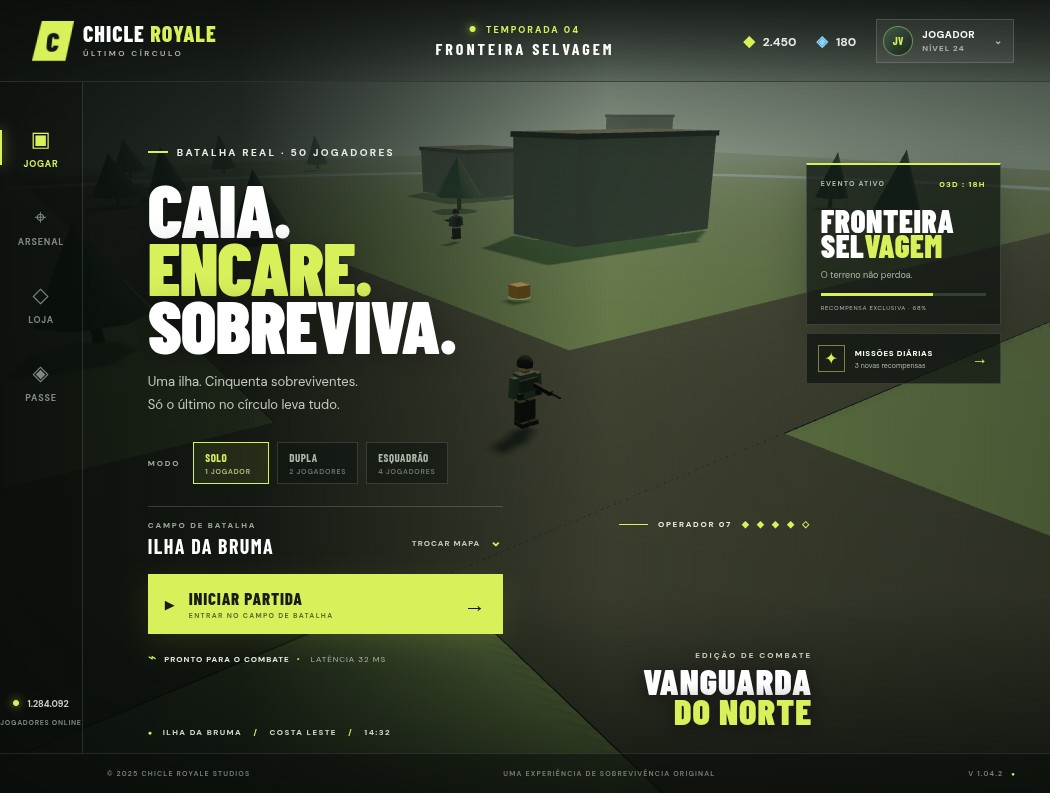 C
CHICLE ROYALE
ÚLTIMO CÍRCULO
TEMPORADA 04
FRONTEIRA SELVAGEM
2.450
180
JV
JOGADOR
NÍVEL 24
JOGAR
ARSENAL
LOJA
PASSE
1.284.092
JOGADORES ONLINE
BATALHA REAL · 50 JOGADORES
CAIA.
ENCARE.
SOBREVIVA.
Uma ilha. Cinquenta sobreviventes.
Só o último no círculo leva tudo.
MODO
SOLO
1 JOGADOR
DUPLA
2 JOGADORES
ESQUADRÃO
4 JOGADORES
CAMPO DE BATALHA
ILHA DA BRUMA
TROCAR MAPA
INICIAR PARTIDA
ENTRAR NO CAMPO DE BATALHA
PRONTO PARA O COMBATE • LATÊNCIA 32 MS
ILHA DA BRUMA / COSTA LESTE / 14:32
EVENTO ATIVO
03D : 18H
FRONTEIRA
SELVAGEM
O terreno não perdoa.
RECOMPENSA EXCLUSIVA · 68%
MISSÕES DIÁRIAS
3 novas recompensas
OPERADOR 07
EDIÇÃO DE COMBATE
VANGUARDA
DO NORTE
© 2025 CHICLE ROYALE STUDIOS
UMA EXPERIÊNCIA DE SOBREVIVÊNCIA ORIGINAL
V 1.04.2